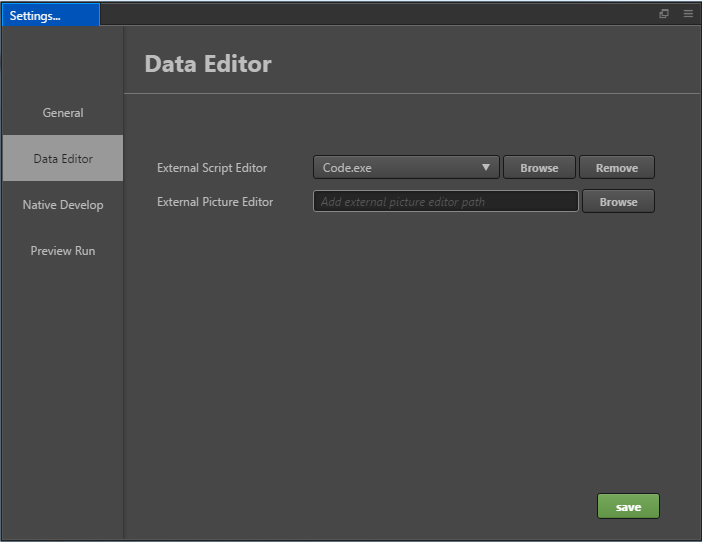 Settings...
Data Editor
General
Data Editor
Native Develop
Preview Run
External Script Editor Code.exe Browse Remove
External Picture Editor Add external picture editor path Browse
save